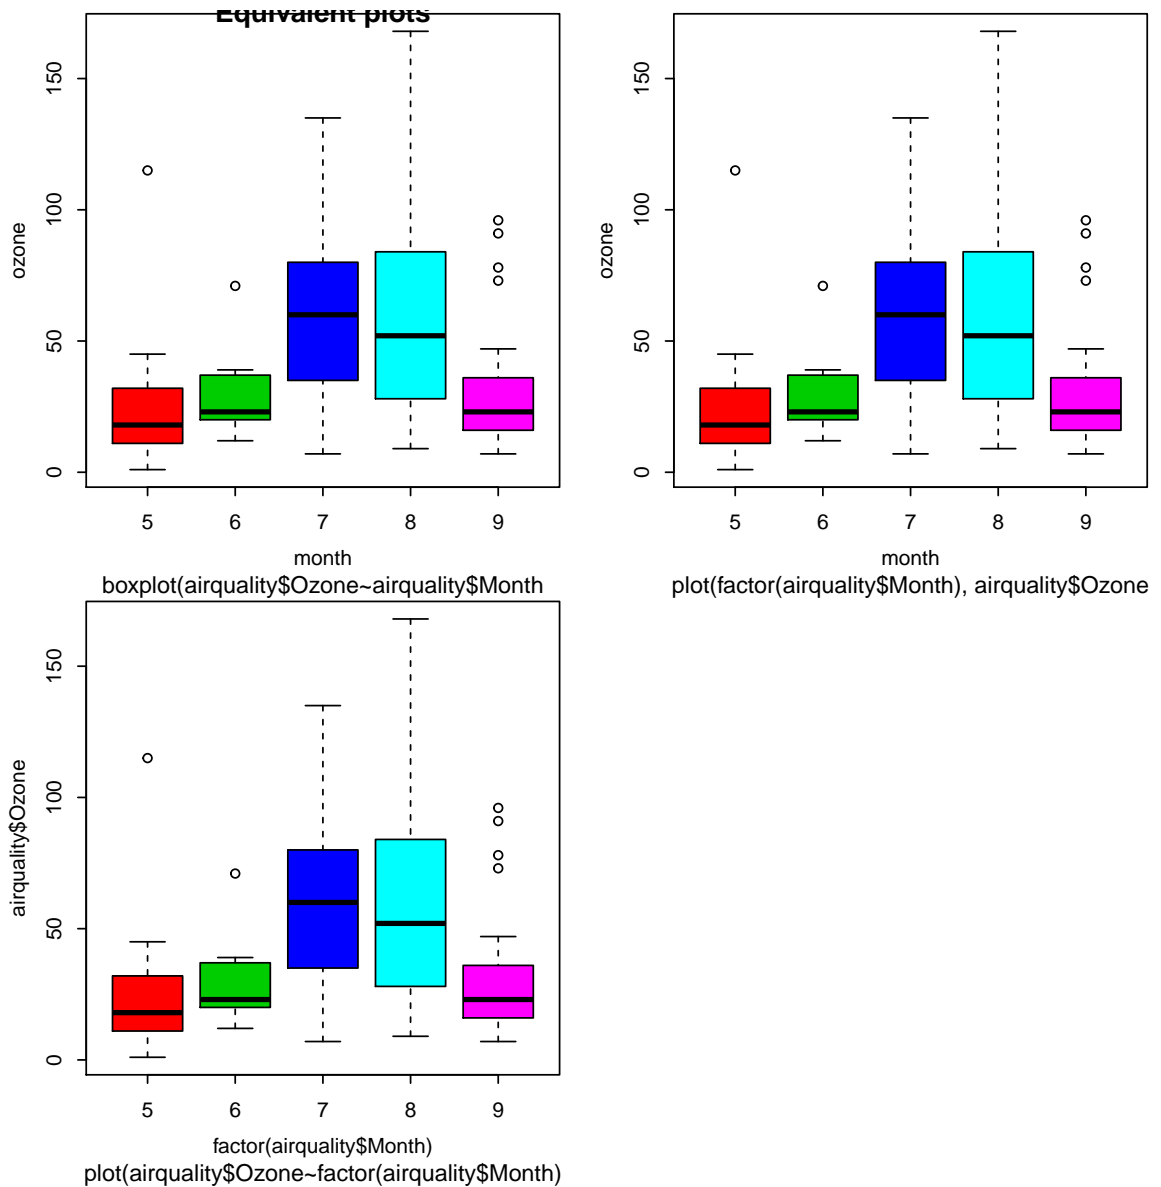 Equivalent plots
150
100
50
0
ozone
5 6 7 8 9
month
boxplot(airquality$Ozone~airquality$Month
150
100
50
0
ozone
5 6 7 8 9
month
plot(factor(airquality$Month), airquality$Ozone
150
100
50
0
airquality$Ozone
5 6 7 8 9
factor(airquality$Month)
plot(airquality$Ozone~factor(airquality$Month)